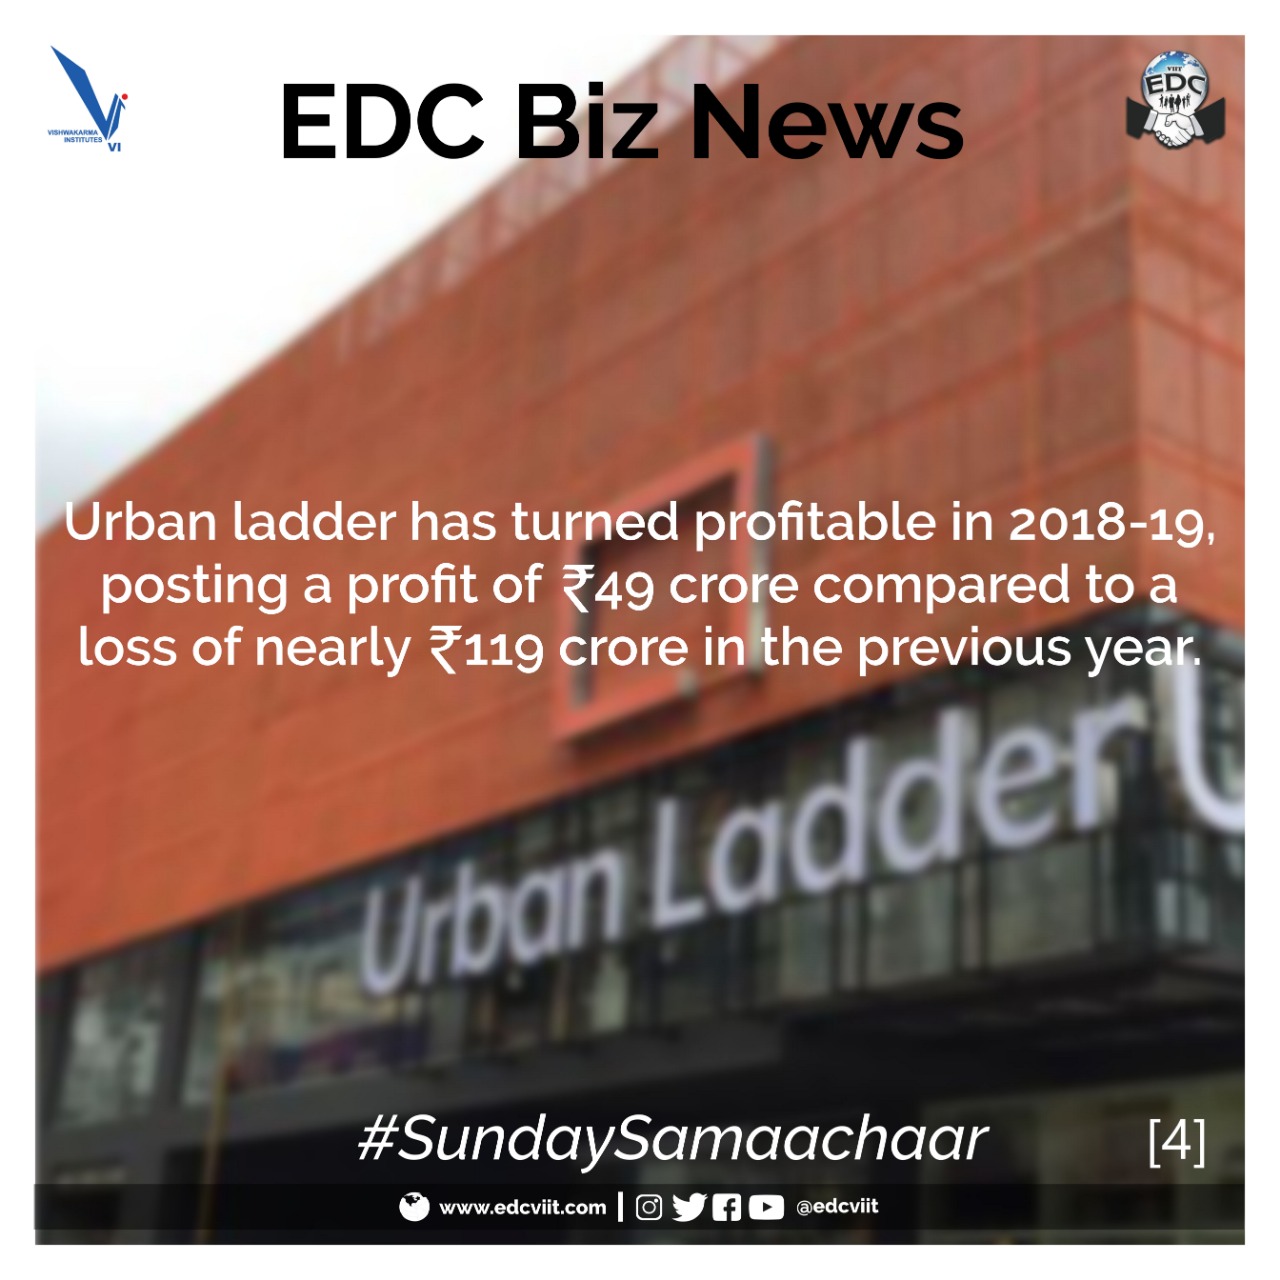 VISHWAKARMA
INSTITUTES
VI
EDC Biz News
VIIT
EDC
Urban ladder has turned profitable in 2018-19,
posting a profit of ₹49 crore compared to a
loss of nearly ₹119 crore in the previous year.
Urban Ladder U
#SundaySamaachaar
[4]
www.edcviit.com | @edcviit